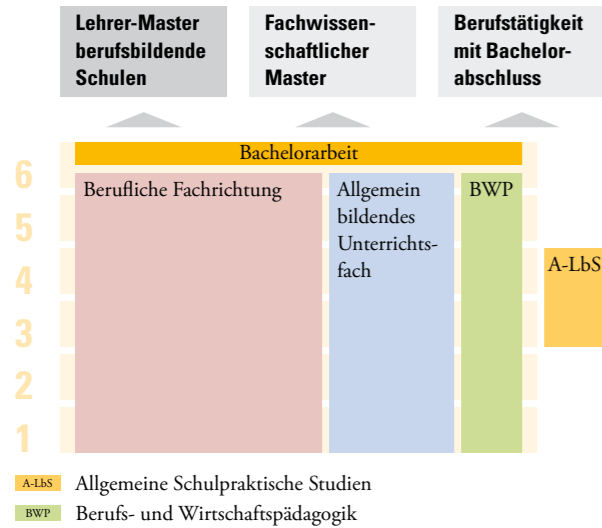 Lehrer-Master
berufsbildende
Schulen
Fachwissen-
schaftlicher
Master
Berufstätigkeit
mit Bachelor-
abschluss
Bachelorarbeit
6
5
4
3
2
1
Berufliche Fachrichtung
Allgemein
bildendes
Unterrichts-
fach
BWP
A-LbS
A-LbS Allgemeine Schulpraktische Studien
BWP Berufs- und Wirtschaftspädagogik